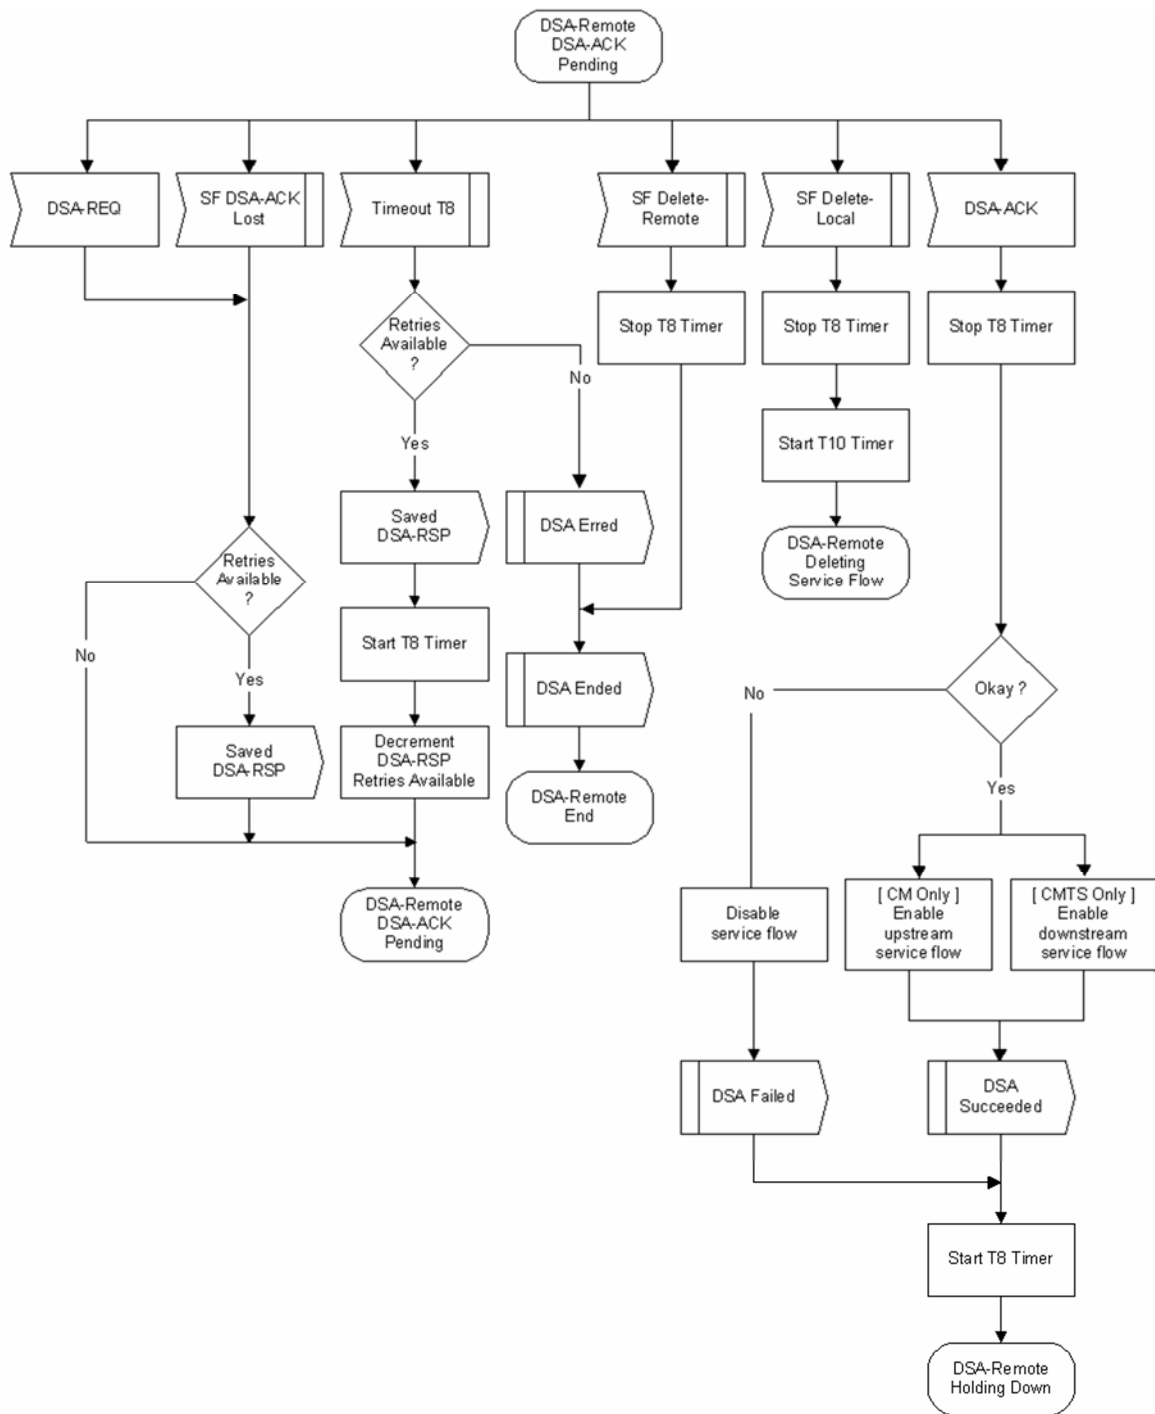 DSA-Remote
DSA-ACK
Pending
DSA-REQ
SF DSA-ACK
Lost
Timeout T8
SF Delete-
Remote
SF Delete-
Local
DSA-ACK
Retries
Available
?
No
Yes
Stop T8 Timer
Stop T8 Timer
Stop T8 Timer
Start T10 Timer
Saved
DSA-RSP
DSA Erred
DSA-Remote
Deleting
Service Flow
Retries
Available
?
No
Yes
Start T8 Timer
DSA Ended
Okay ?
No
Yes
Saved
DSA-RSP
Decrement
DSA-RSP
Retries Available
DSA-Remote
End
DSA-Remote
DSA-ACK
Pending
Disable
service flow
[ CM Only ]
Enable
upstream
service flow
[ CMTS Only ]
Enable
downstream
service flow
DSA Failed
DSA
Succeeded
Start T8 Timer
DSA-Remote
Holding Down